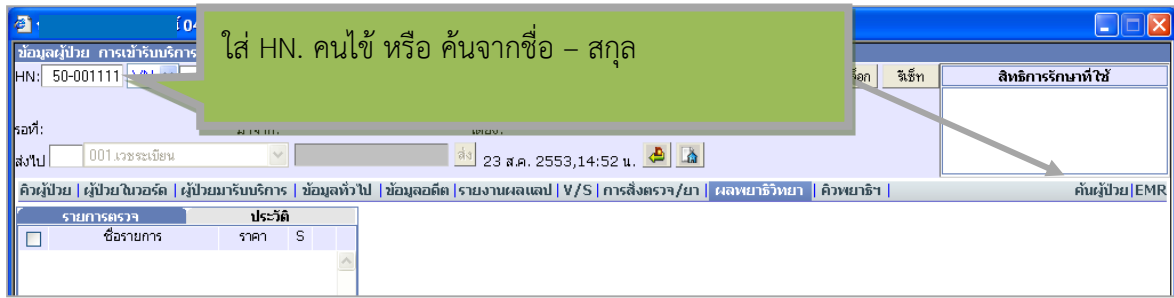 04
ใส่ HN. คนไข้ หรือ ค้นจากชื่อ – สกุล
ข้อมูลผู้ป่วย การเข้ารับบริการ
HN: 50-001111 รีเซ็ท สิทธิการรักษาที่ใช้
รอที่:
ส่งไป 001.เวชระเบียน ส่ง 23 ส.ค. 2553,14:52 น.
คิวผู้ป่วย | ผู้ป่วยในวอร์ด | ผู้ป่วยมารับบริการ | ข้อมูลทั่วไป | ข้อมูลอดีต | รายงานผลแลป | V/S | การสั่งตรวจ/ยา | ผลพยาธิวิทยา | คิวพยาธิฯ | ค้นผู้ป่วย|EMR
รายการตรวจ ประวัติ
ชื่อรายการ ราคา S